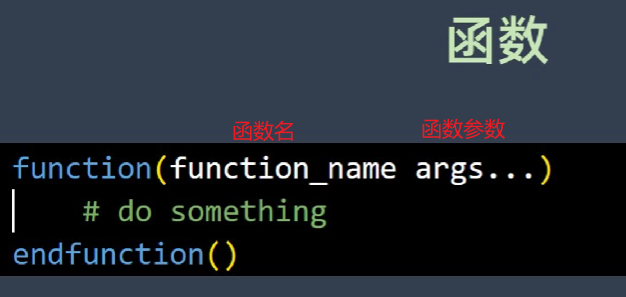 函数
函数名 函数参数
function(function_name args...)
    # do something
endfunction()